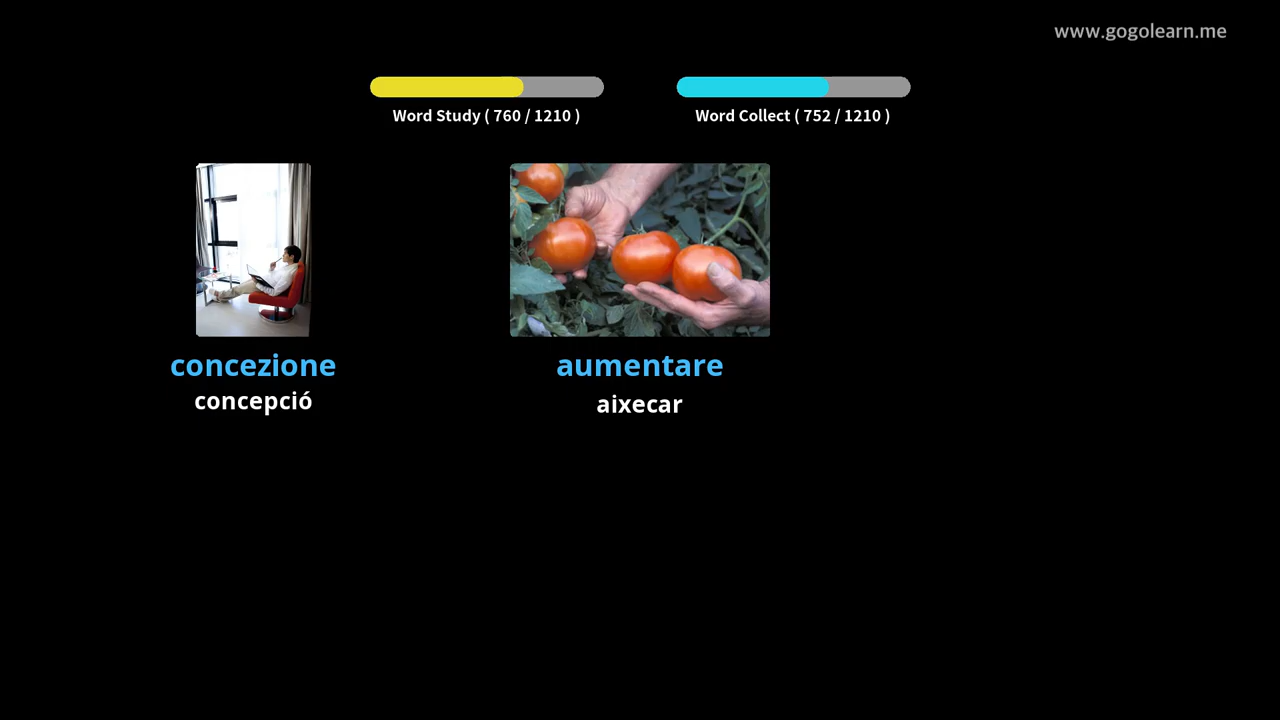 www.gogolearn.me
Word Study ( 760 / 1210 )
Word Collect ( 752 / 1210 )
concezione
concepció
aumentare
aixecar